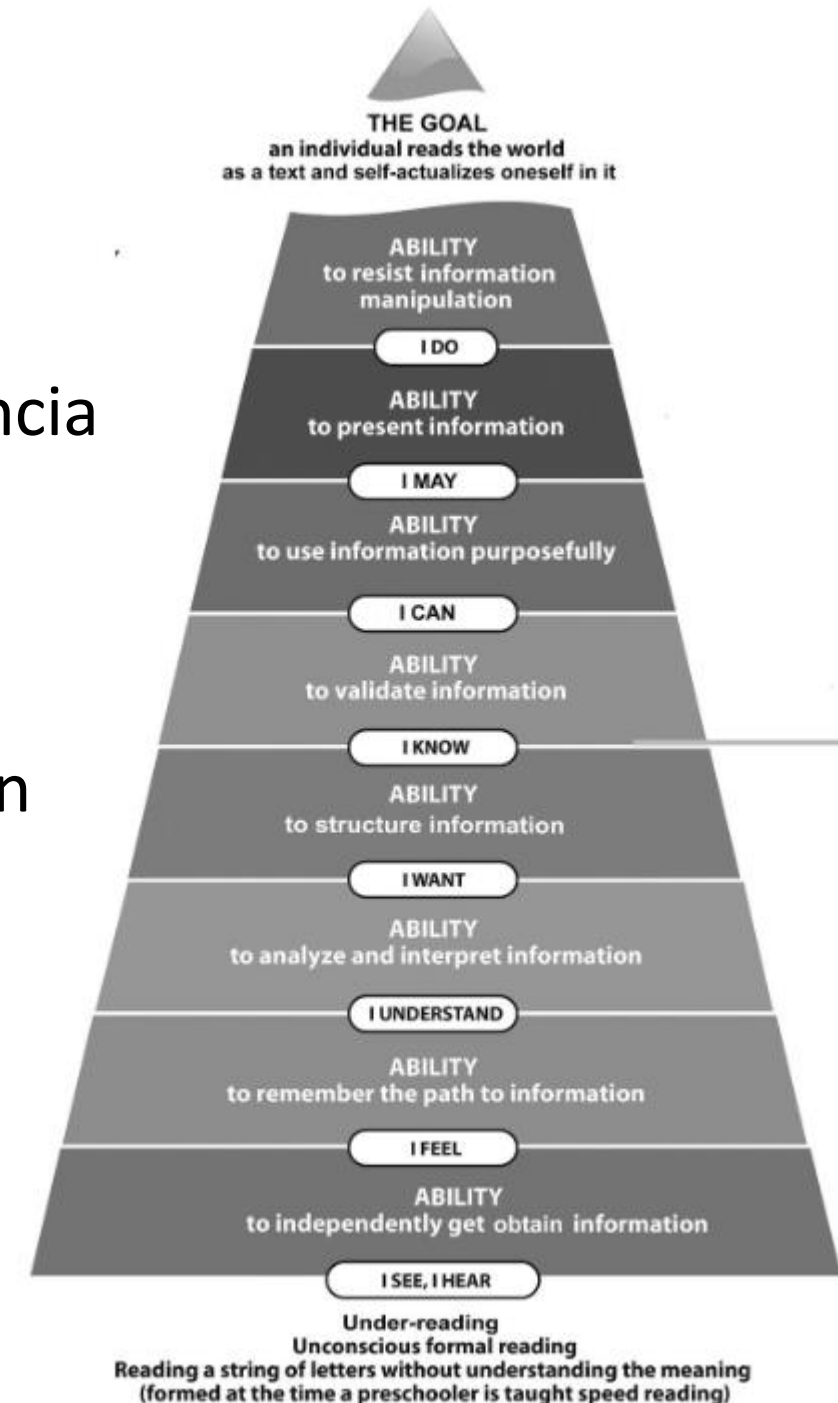 THE GOAL
an individual reads the world
as a text and self-actualizes oneself in it
ABILITY
to resist information
manipulation
I DO
ncia
ABILITY
to present information
I MAY
ABILITY
to use information purposefully
I CAN
ABILITY
to validate information
I KNOW
n
ABILITY
to structure information
I WANT
ABILITY
to analyze and interpret information
I UNDERSTAND
ABILITY
to remember the path to information
I FEEL
ABILITY
to independently get obtain information
I SEE, I HEAR
Under-reading
Unconscious formal reading
Reading a string of letters without understanding the meaning
(formed at the time a preschooler is taught speed reading)